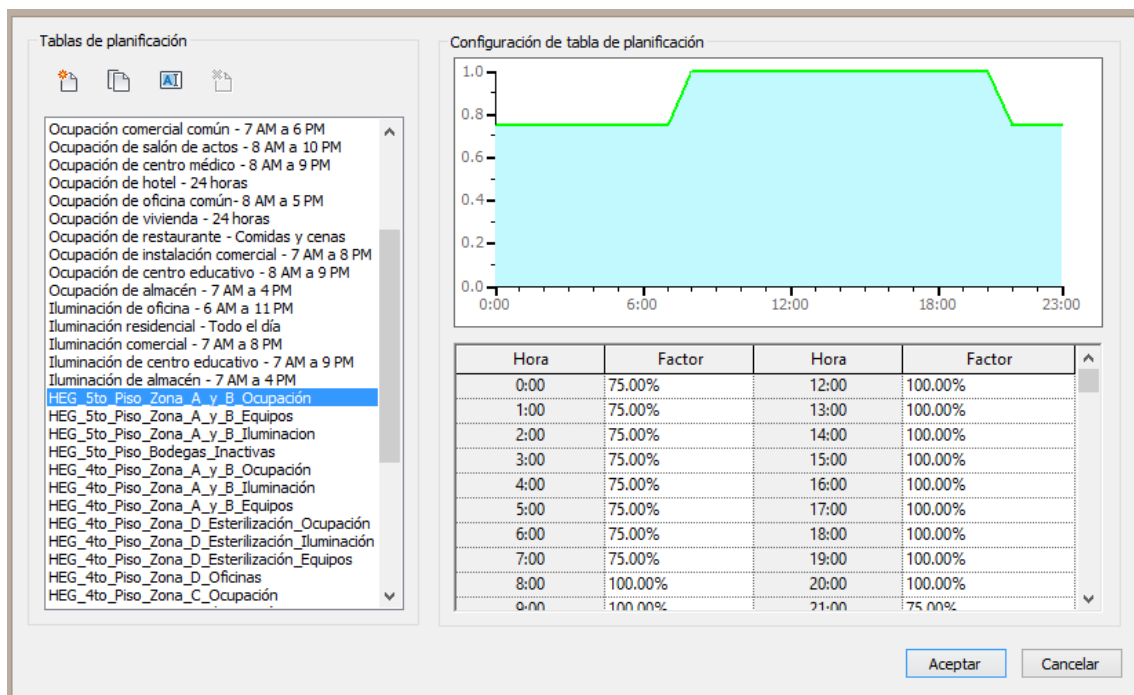 Tablas de planificación
Ocupación comercial común - 7 AM a 6 PM
Ocupación de salón de actos - 8 AM a 10 PM
Ocupación de centro médico - 8 AM a 9 PM
Ocupación de hotel - 24 horas
Ocupación de oficina común- 8 AM a 5 PM
Ocupación de vivienda - 24 horas
Ocupación de restaurante - Comidas y cenas
Ocupación de instalación comercial - 7 AM a 8 PM
Ocupación de centro educativo - 8 AM a 9 PM
Ocupación de almacén - 7 AM a 4 PM
Iluminación de oficina - 6 AM a 11 PM
Iluminación residencial - Todo el día
Iluminación comercial - 7 AM a 8 PM
Iluminación de centro educativo - 7 AM a 9 PM
Iluminación de almacén - 7 AM a 4 PM
HEG_5to_Piso_Zona_A_y_B_Ocupación
HEG_5to_Piso_Zona_A_y_B_Equipos
HEG_5to_Piso_Zona_A_y_B_Iluminacion
HEG_5to_Piso_Bodegas_Inactivas
HEG_4to_Piso_Zona_A_y_B_Ocupación
HEG_4to_Piso_Zona_A_y_B_Iluminación
HEG_4to_Piso_Zona_A_y_B_Equipos
HEG_4to_Piso_Zona_D_Esterilización_Ocupación
HEG_4to_Piso_Zona_D_Esterilización_Iluminación
HEG_4to_Piso_Zona_D_Esterilización_Equipos
HEG_4to_Piso_Zona_D_Oficinas
HEG_4to_Piso_Zona_C_Ocupación
Configuración de tabla de planificación
1.0
0.8
0.6
0.4
0.2
0.0
0:00 6:00 12:00 18:00 23:00
Hora Factor Hora Factor
0:00 75.00% 12:00 100.00%
1:00 75.00% 13:00 100.00%
2:00 75.00% 14:00 100.00%
3:00 75.00% 15:00 100.00%
4:00 75.00% 16:00 100.00%
5:00 75.00% 17:00 100.00%
6:00 75.00% 18:00 100.00%
7:00 75.00% 19:00 100.00%
8:00 100.00% 20:00 100.00%
9:00 100.00% 21:00 75.00%
Aceptar Cancelar